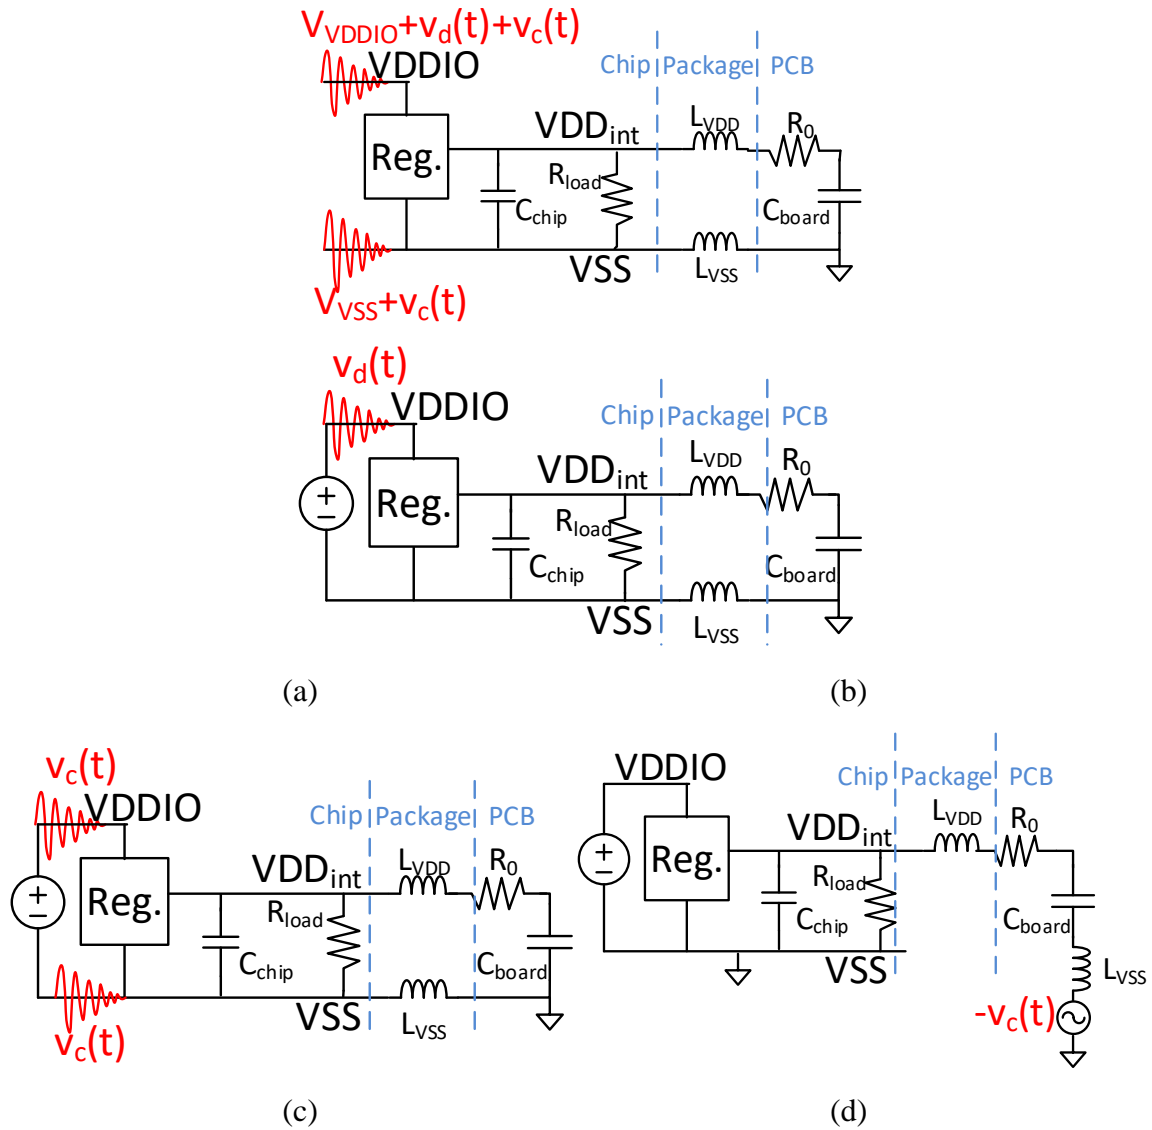 V_VDDIO+v_d(t)+v_c(t)
VDDIO
Chip Package PCB
VDD_int
L_VDD
R_0
Reg.
R_load
C_chip
C_board
VSS
L_VSS
V_VSS+v_c(t)
v_d(t)
VDDIO
Chip Package PCB
L_VDD
R_0
VDD_int
Reg.
R_load
C_chip
C_board
VSS
L_VSS
(a)
(b)
v_c(t)
VDDIO
Chip Package PCB
L_VDD
R_0
VDD_int
Reg.
R_load
C_chip
C_board
VSS
L_VSS
v_c(t)
VDDIO
Chip Package PCB
L_VDD
R_0
VDD_int
Reg.
R_load
C_chip
C_board
VSS
L_VSS
-v_c(t)
(c)
(d)